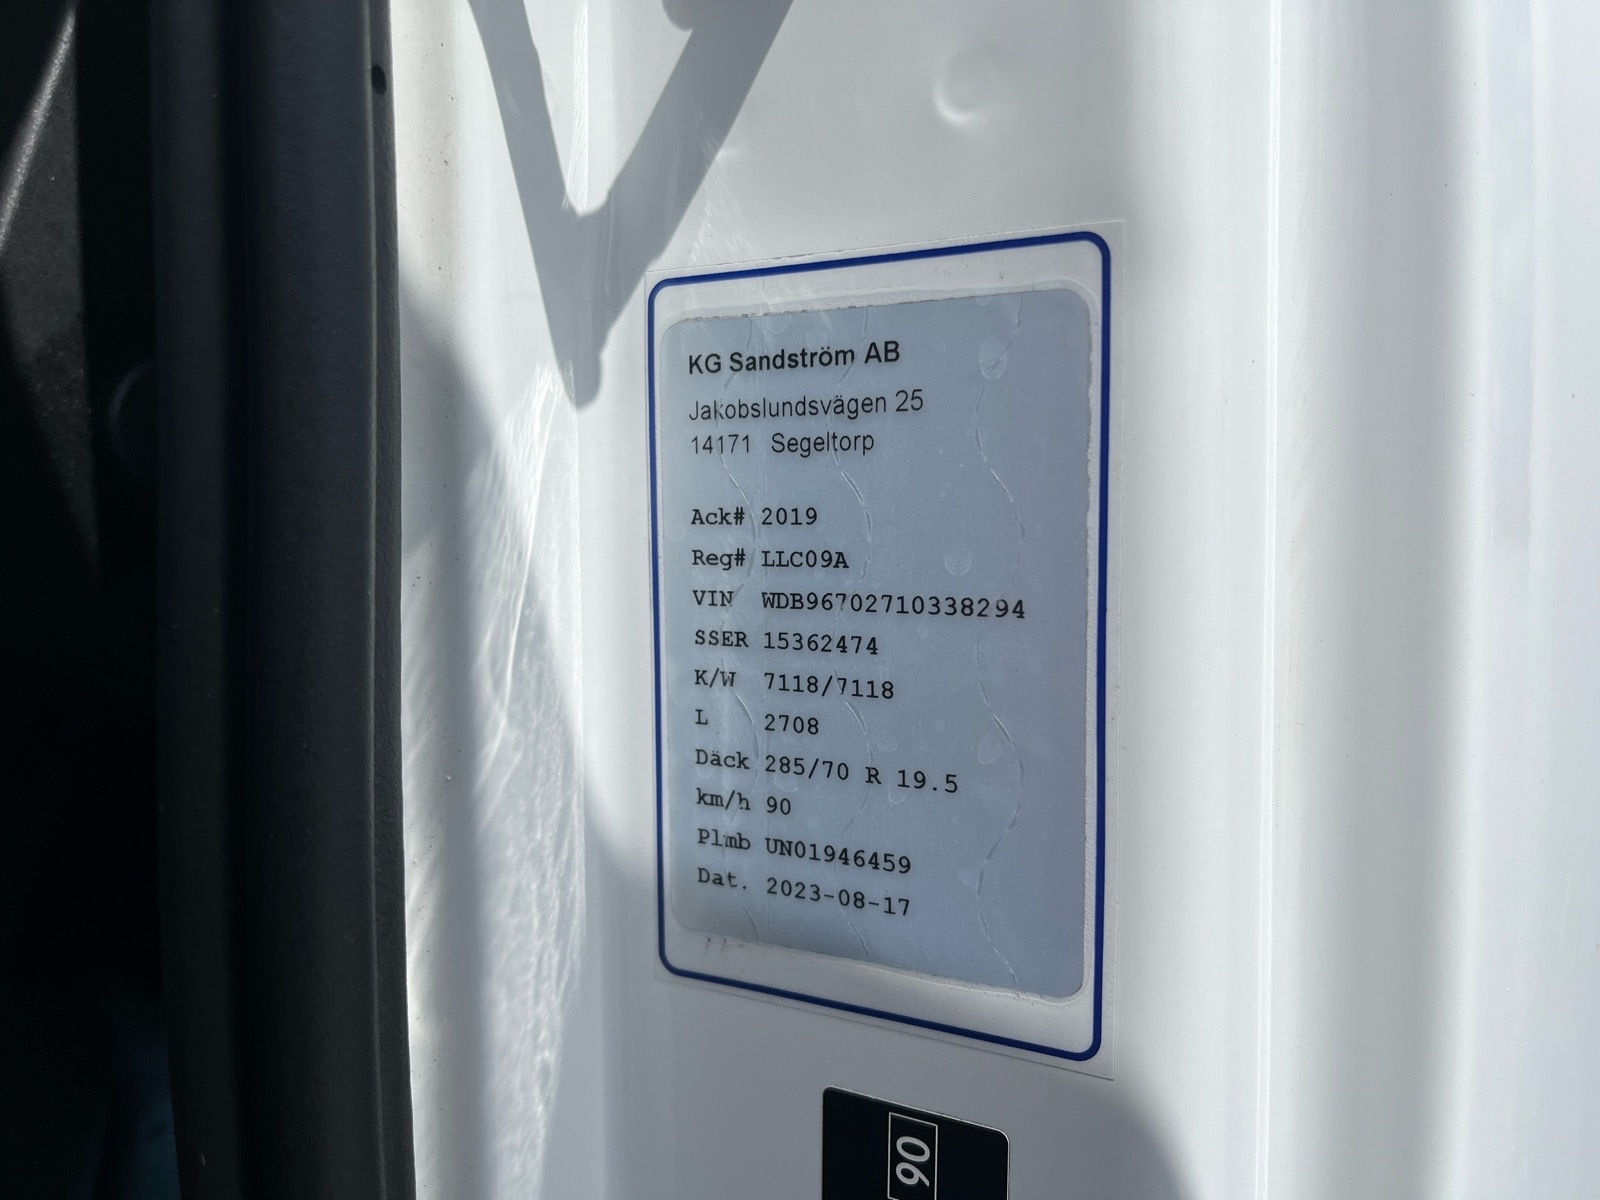 KG Sandström AB
Jakobslundsvägen 25
14171 Segeltorp
Ack# 2019
Reg# LLC09A
VIN WDB96702710338294
SSER 15362474
K/W 7118/7118
L 2708
Däck 285/70 R 19.5
km/h 90
Plmb UN01946459
Dat. 2023-08-17
90